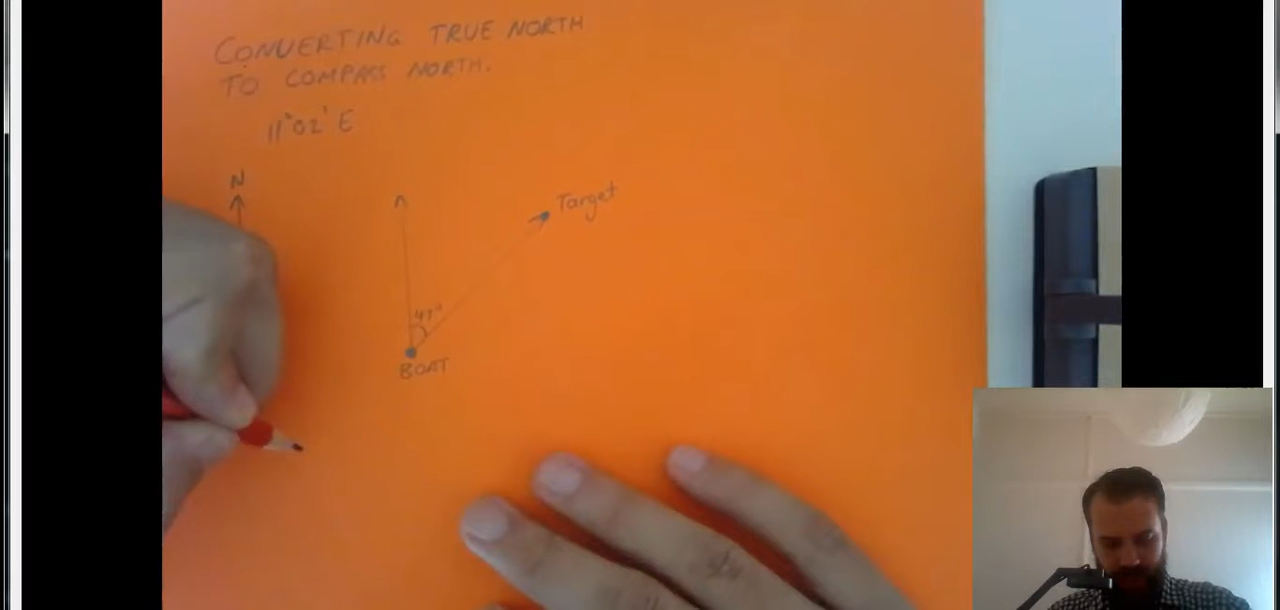 CONVERTING TRUE NORTH
TO COMPASS NORTH.
11°02' E
N
Target
47°
BOAT